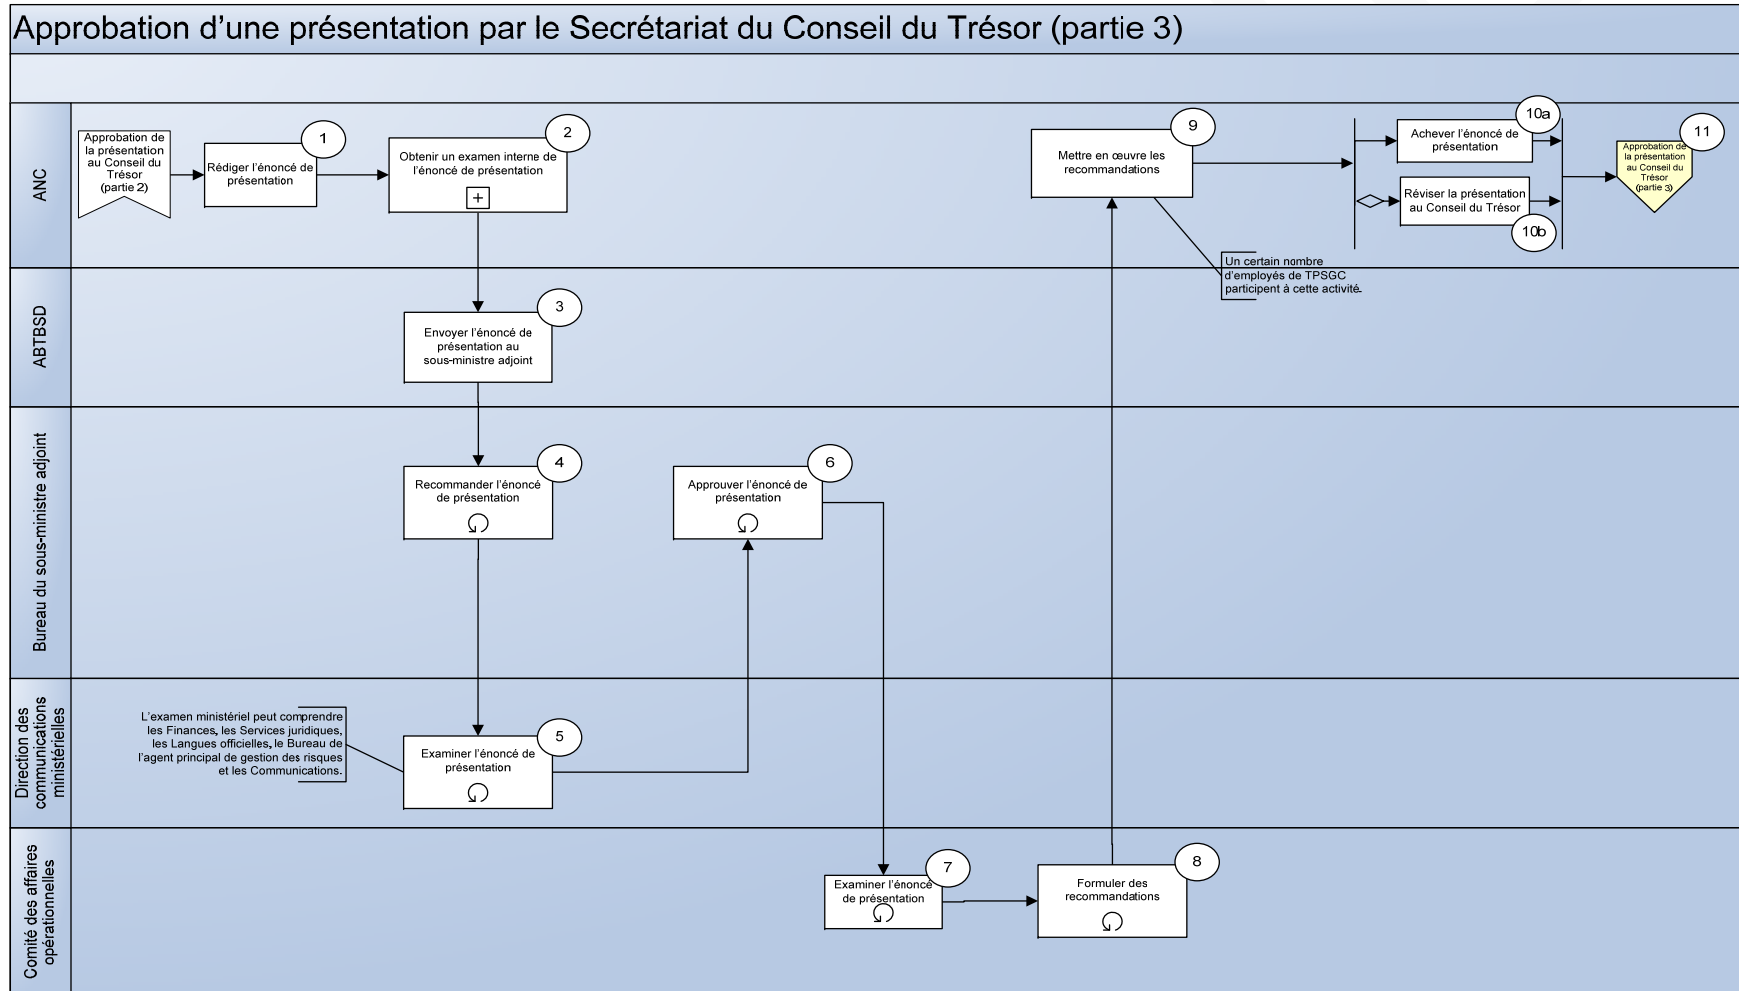 Approbation d’une présentation par le Secrétariat du Conseil du Trésor (partie 3)
ANC
Approbation de
la présentation
au Conseil du
Trésor
(partie 2)
1
Rédiger l’énoncé de
présentation
2
Obtenir un examen interne de
l’énoncé de présentation
9
Mettre en œuvre les
recommandations
10a
Achever l’énoncé de
présentation
Réviser la présentation
au Conseil du Trésor
10b
11
Approbation de
la présentation
au Conseil du
Trésor
(partie 3)
Un certain nombre
d’employés de TPSGC
participent à cette activité.
ABTBSD
3
Envoyer l’énoncé de
présentation au
sous-ministre adjoint
Bureau du sous-ministre adjoint
4
Recommander l’énoncé
de présentation
6
Approuver l’énoncé de
présentation
Direction des
communications
ministérielles
L’examen ministériel peut comprendre
les Finances, les Services juridiques,
les Langues officielles, le Bureau de
l’agent principal de gestion des risques
et les Communications.
5
Examiner l’énoncé de
présentation
Comité des affaires
opérationnelles
7
Examiner l’énoncé
de présentation
8
Formuler des
recommandations